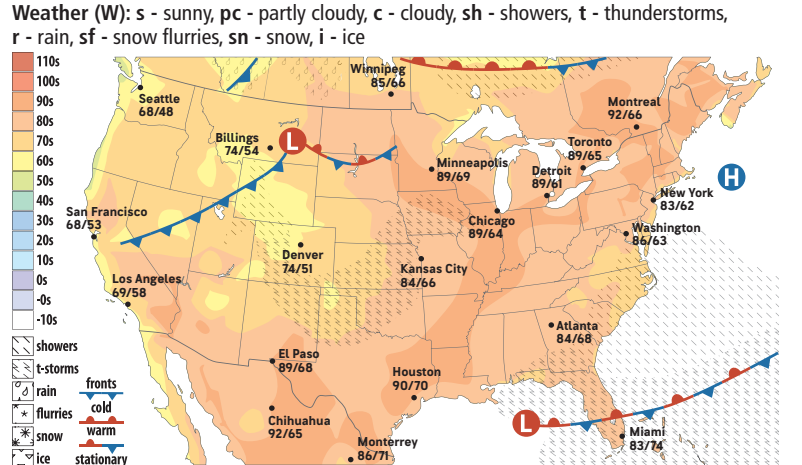 Weather (W): s - sunny, pc - partly cloudy, c - cloudy, sh - showers, t - thunderstorms,
r - rain, sf - snow flurries, sn - snow, i - ice
110s
100s
90s
80s
70s
60s
50s
40s
30s
20s
10s
0s
-0s
-10s
showers
t-storms
rain
flurries
snow
ice
fronts
cold
warm
stationary
Seattle
68/48
Billings
74/54
L
Winnipeg
85/66
Montreal
92/66
Toronto
89/65
Minneapolis
89/69
Detroit
89/61
H
New York
83/62
San Francisco
68/53
Chicago
89/64
Washington
86/63
Denver
74/51
Kansas City
84/66
Los Angeles
69/58
Atlanta
84/68
El Paso
89/68
Houston
90/70
Chihuahua
92/65
L
Miami
83/74
Monterrey
86/71